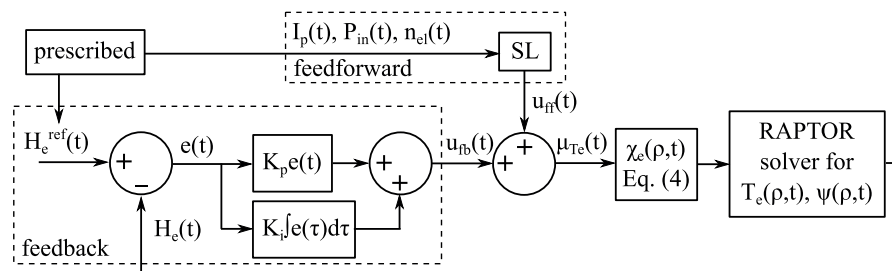 prescribed
I_p(t), P_in(t), n_el(t)
feedforward
SL
u_ff(t)
H_e^ref(t)
+
−
e(t)
K_p e(t)
+
+
u_fb(t)
+
+
μ_Te(t)
χ_e(ρ,t)
Eq. (4)
RAPTOR
solver for
T_e(ρ,t), ψ(ρ,t)
H_e(t)
K_i∫e(τ)dτ
feedback